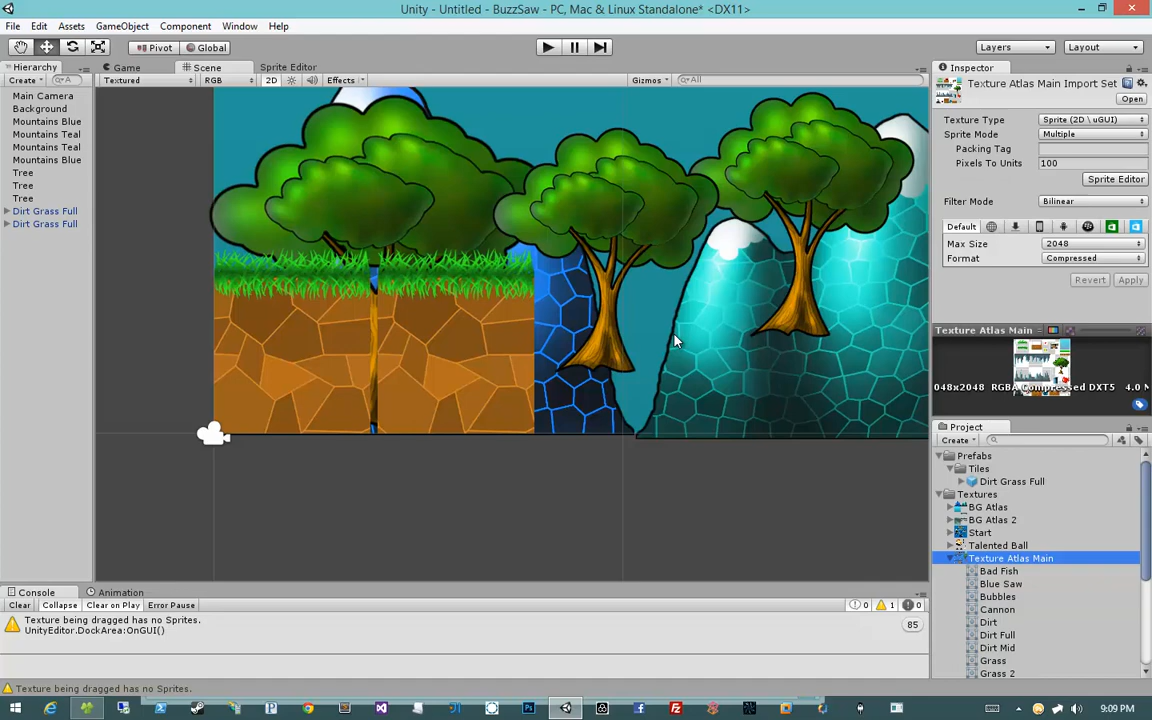 Unity - Untitled - BuzzSaw - PC, Mac & Linux Standalone* <DX11>
File Edit Assets GameObject Component Window Help
Pivot Global Layers Layout
Hierarchy Game Scene Sprite Editor Inspector
Create A Textured RGB 2D Effects Gizmos All
Main Camera
Background
Mountains Blue
Mountains Teal
Mountains Teal
Mountains Blue
Tree
Tree
Tree
Dirt Grass Full
Dirt Grass Full
Texture Atlas Main Import Set
Open
Texture Type Sprite (2D \ uGUI)
Sprite Mode Multiple
Packing Tag
Pixels To Units 100
Sprite Editor
Filter Mode Bilinear
Default
Max Size 2048
Format Compressed
Revert Apply
Texture Atlas Main
048x2048 RGBA Compressed DXT5 4.0 M
Project
Create
Prefabs
Tiles
Dirt Grass Full
Textures
BG Atlas
BG Atlas 2
Start
Talented Ball
Texture Atlas Main
Bad Fish
Blue Saw
Bubbles
Cannon
Dirt
Dirt Full
Dirt Mid
Grass
Grass 2
Console Animation
Clear Collapse Clear on Play Error Pause 0 1 0
Texture being dragged has no Sprites.
UnityEditor.DockArea:OnGUI()
85
Texture being dragged has no Sprites.
9:09 PM